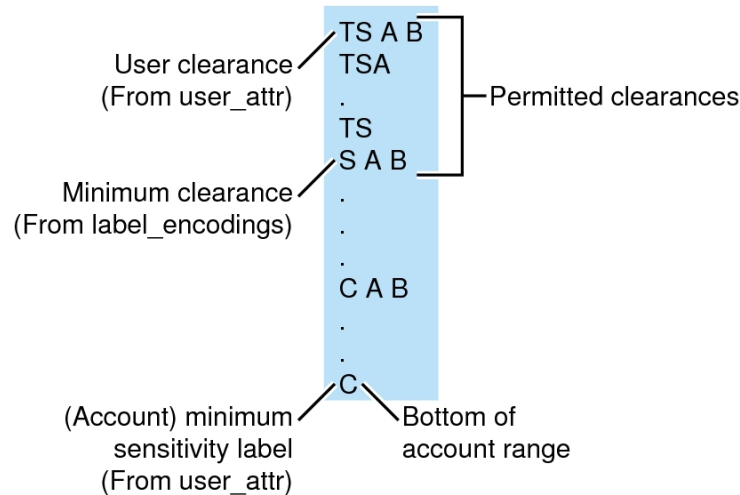 TS A B
User clearance
(From user_attr)
TSA
.
Permitted clearances
TS
S A B
Minimum clearance
(From label_encodings)
.
.
.
C A B
.
.
C
(Account) minimum
sensitivity label
(From user_attr)
Bottom of
account range